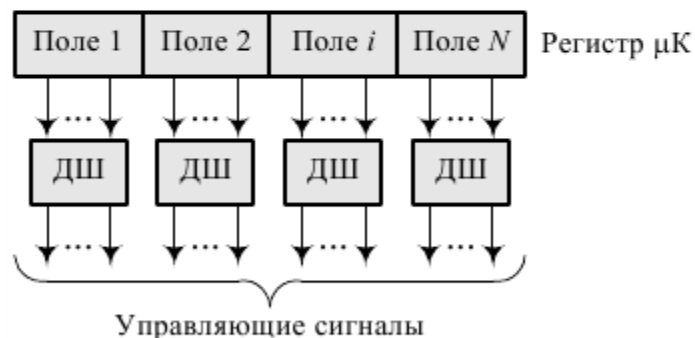 Поле 1 Поле 2 Поле i Поле N Регистр μК
... ... ... ...
ДШ ДШ ДШ ДШ
... ... ... ...
Управляющие сигналы